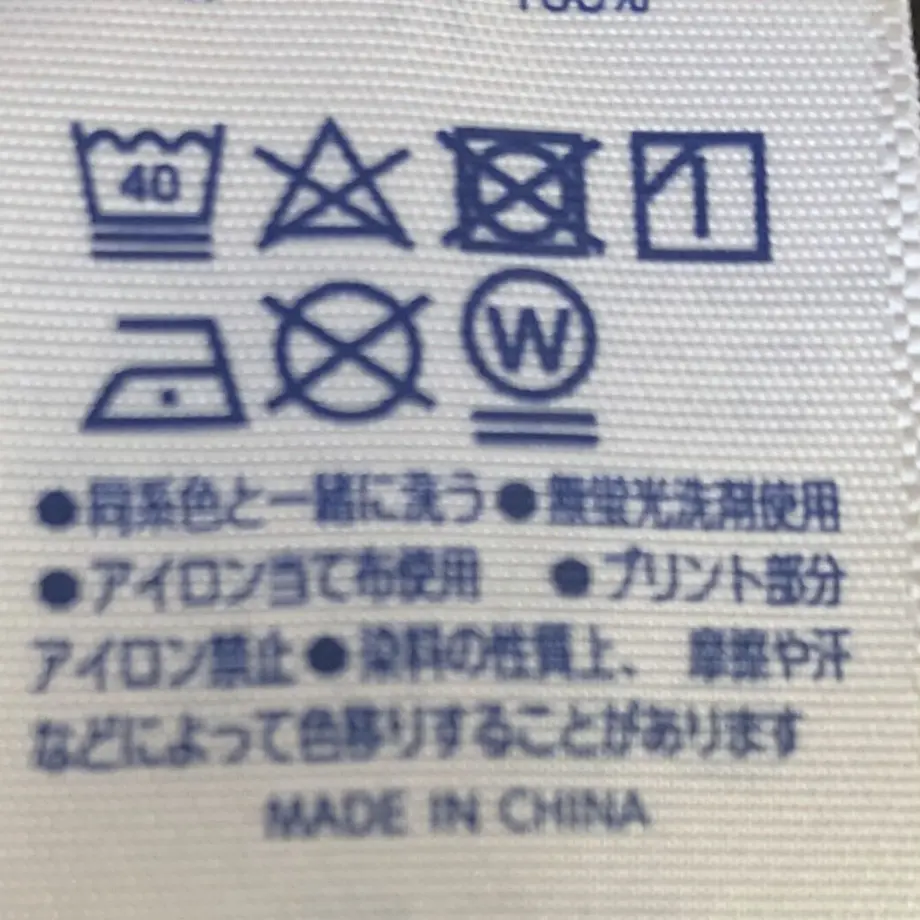 100%
40
W
●同系色と一緒に洗う●無蛍光洗剤使用
●アイロン当て布使用 ●プリント部分
アイロン禁止●染料の性質上、摩擦や汗
などによって色移りすることがあります
MADE IN CHINA